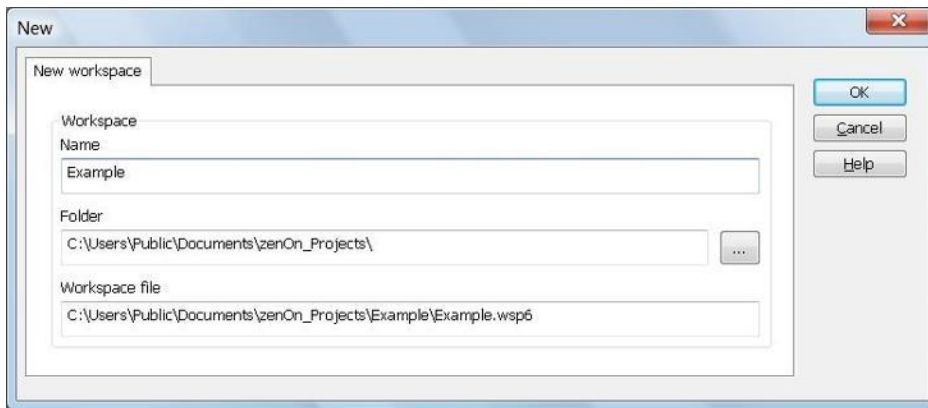 New
New workspace
Workspace
Name
Example
Folder
C:\Users\Public\Documents\zenOn_Projects\
...
Workspace file
C:\Users\Public\Documents\zenOn_Projects\Example\Example.wsp6
OK
Cancel
Help